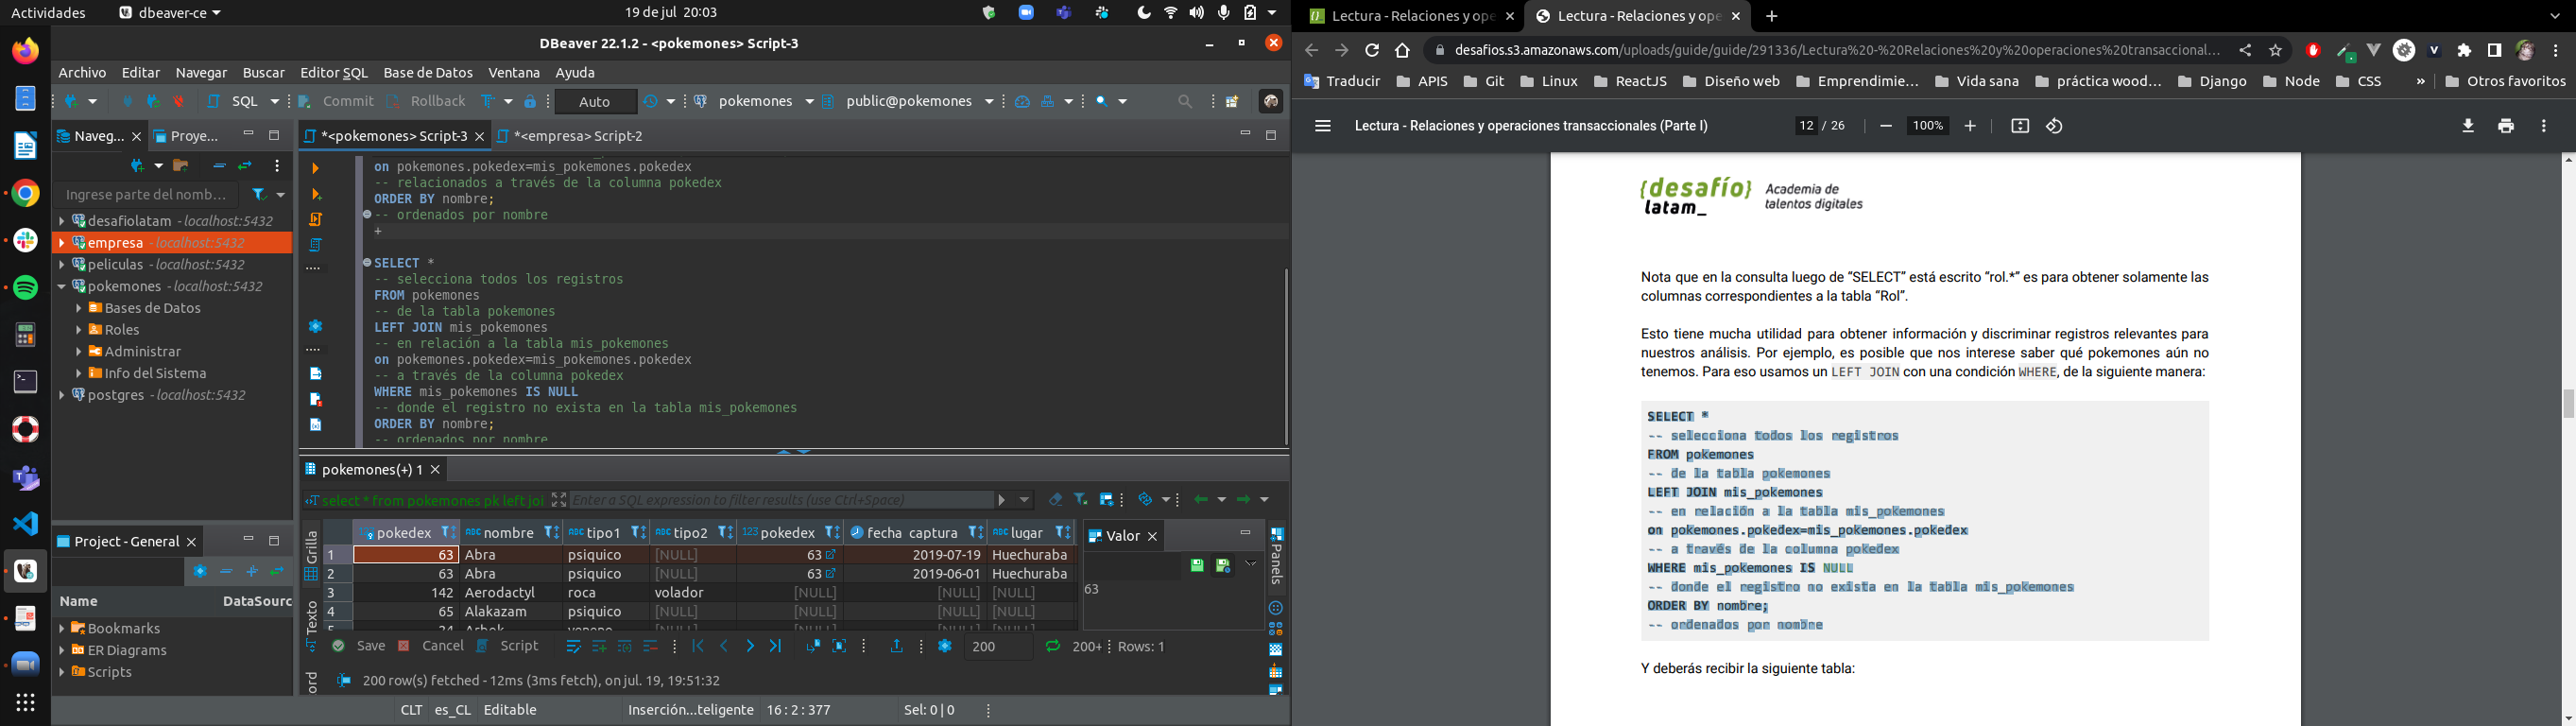 Actividades
dbeaver-ce
19 de jul 20:03
DBeaver 22.1.2 - <pokemones> Script-3
Archivo Editar Navegar Buscar Editor SQL Base de Datos Ventana Ayuda
SQL Commit Rollback Auto pokemones public@pokemones
Naveg... Proye...
Ingrese parte del nomb...
desafiolatam - localhost:5432
empresa - localhost:5432
peliculas - localhost:5432
pokemones - localhost:5432
Bases de Datos
Roles
Administrar
Info del Sistema
postgres - localhost:5432
Project - General
Name DataSourc
Bookmarks
ER Diagrams
Scripts
*<pokemones> Script-3 *<empresa> Script-2
on pokemones.pokedex=mis_pokemones.pokedex
-- relacionados a través de la columna pokedex
ORDER BY nombre;
-- ordenados por nombre
+
SELECT *
-- selecciona todos los registros
FROM pokemones
-- de la tabla pokemones
LEFT JOIN mis_pokemones
-- en relación a la tabla mis_pokemones
on pokemones.pokedex=mis_pokemones.pokedex
-- a través de la columna pokedex
WHERE mis_pokemones IS NULL
-- donde el registro no exista en la tabla mis_pokemones
ORDER BY nombre;
-- ordenados por nombre
pokemones(+) 1
select * from pokemones pk left joi Enter a SQL expression to filter results (use Ctrl+Space)
Grilla
Texto
pokedex nombre tipo1 tipo2 123 pokedex fecha_captura lugar
1 63 Abra psiquico [NULL] 63 2019-07-19 Huechuraba
2 63 Abra psiquico [NULL] 63 2019-06-01 Huechuraba
3 142 Aerodactyl roca volador [NULL] [NULL] [NULL]
4 65 Alakazam psiquico [NULL] [NULL] [NULL] [NULL]
Valor
63
Panels
Save Cancel Script 200 200+ Rows: 1
200 row(s) fetched - 12ms (3ms fetch), on jul. 19, 19:51:32
CLT es_CL Editable Inserción...teligente 16 : 2 : 377 Sel: 0 | 0
Lectura - Relaciones y ope Lectura - Relaciones y ope
desafios.s3.amazonaws.com/uploads/guide/guide/291336/Lectura%20-%20Relaciones%20y%20operaciones%20transaccional...
Traducir APIS Git Linux ReactJS Diseño web Emprendimie... Vida sana práctica wood... Django Node CSS » Otros favoritos
Lectura - Relaciones y operaciones transaccionales (Parte I) 12 / 26 100%
{desafío}
latam_
Academia de
talentos digitales
Nota que en la consulta luego de “SELECT” está escrito “rol.*” es para obtener solamente las
columnas correspondientes a la tabla “Rol”.
Esto tiene mucha utilidad para obtener información y discriminar registros relevantes para
nuestros análisis. Por ejemplo, es posible que nos interese saber qué pokemones aún no
tenemos. Para eso usamos un LEFT JOIN con una condición WHERE, de la siguiente manera:
SELECT *
-- selecciona todos los registros
FROM pokemones
-- de la tabla pokemones
LEFT JOIN mis_pokemones
-- en relación a la tabla mis_pokemones
on pokemones.pokedex=mis_pokemones.pokedex
-- a través de la columna pokedex
WHERE mis_pokemones IS NULL
-- donde el registro no exista en la tabla mis_pokemones
ORDER BY nombre;
-- ordenados por nombre
Y deberás recibir la siguiente tabla: